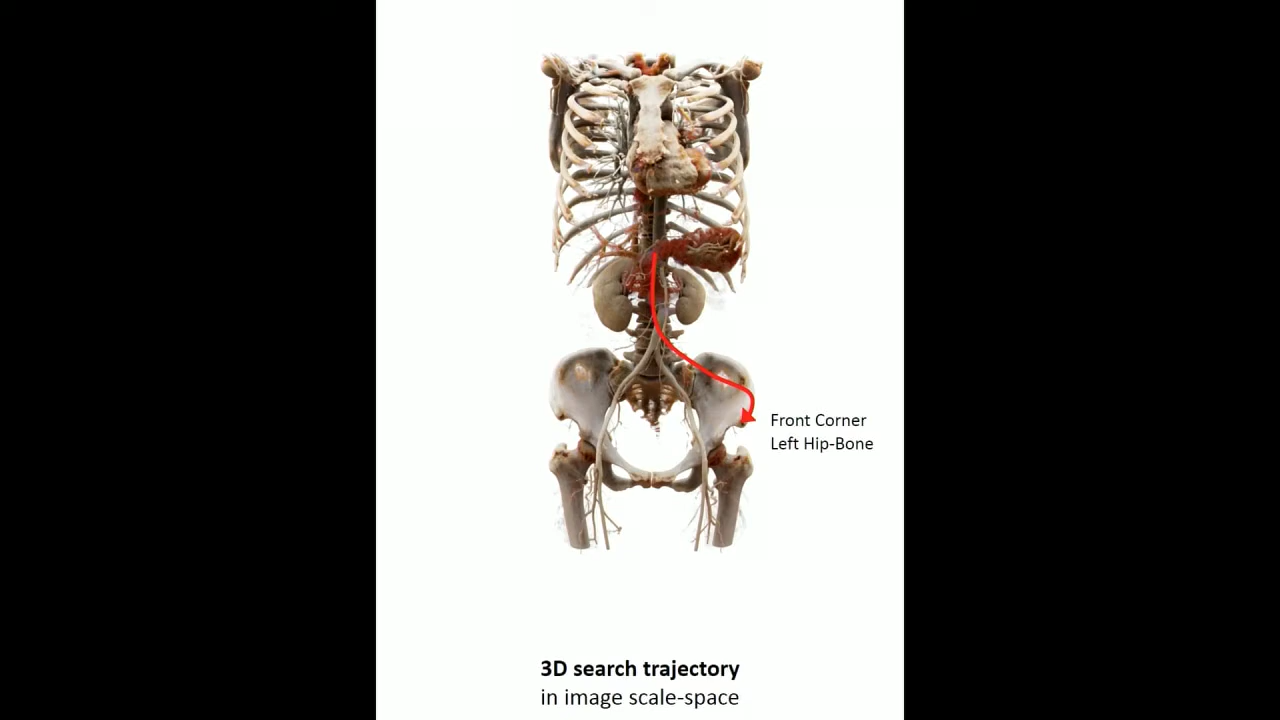 Front Corner
Left Hip-Bone
3D search trajectory
in image scale-space